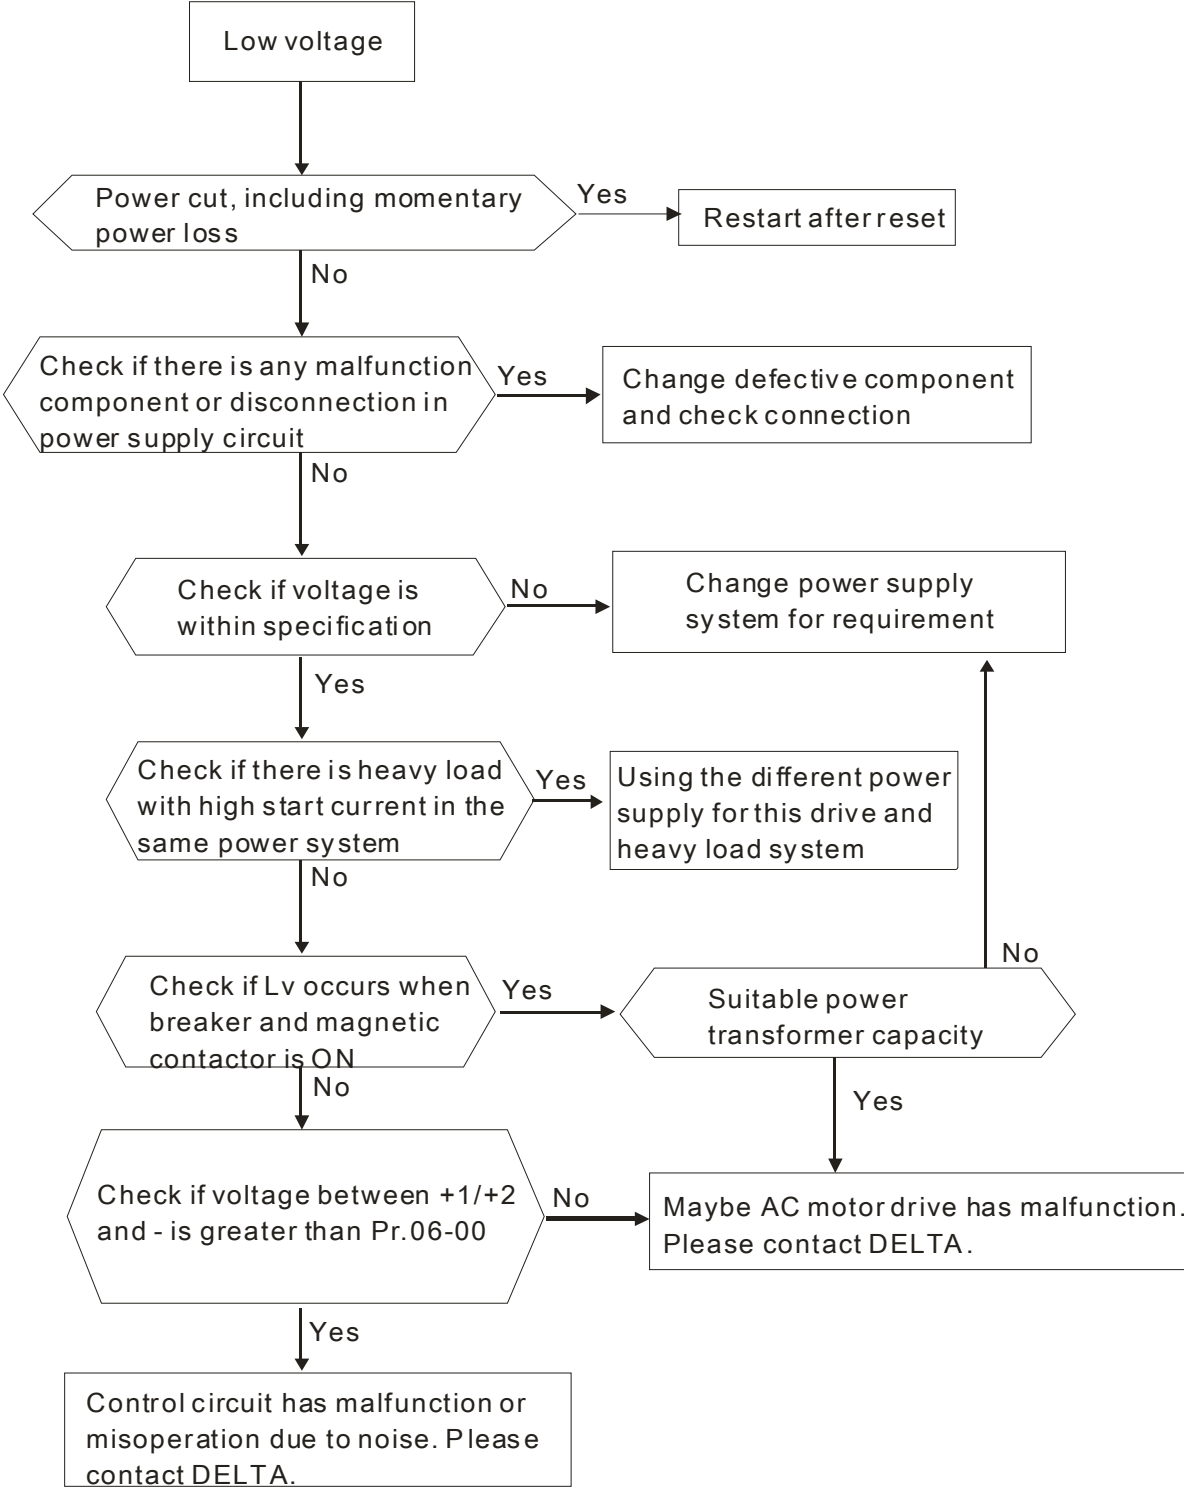 Low voltage
Power cut, including momentary
power loss
Yes
Restart after reset
No
Check if there is any malfunction
component or disconnection in
power supply circuit
Yes
Change defective component
and check connection
No
Check if voltage is
within specification
No
Change power supply
system for requirement
Yes
Check if there is heavy load
with high start current in the
same power system
Yes
Using the different power
supply for this drive and
heavy load system
No
Check if Lv occurs when
breaker and magnetic
contactor is ON
Yes
Suitable power
transformer capacity
No
No
Yes
Check if voltage between +1/+2
and - is greater than Pr.06-00
No
Maybe AC motor drive has malfunction.
Please contact DELTA.
Yes
Control circuit has malfunction or
misoperation due to noise. Please
contact DELTA.